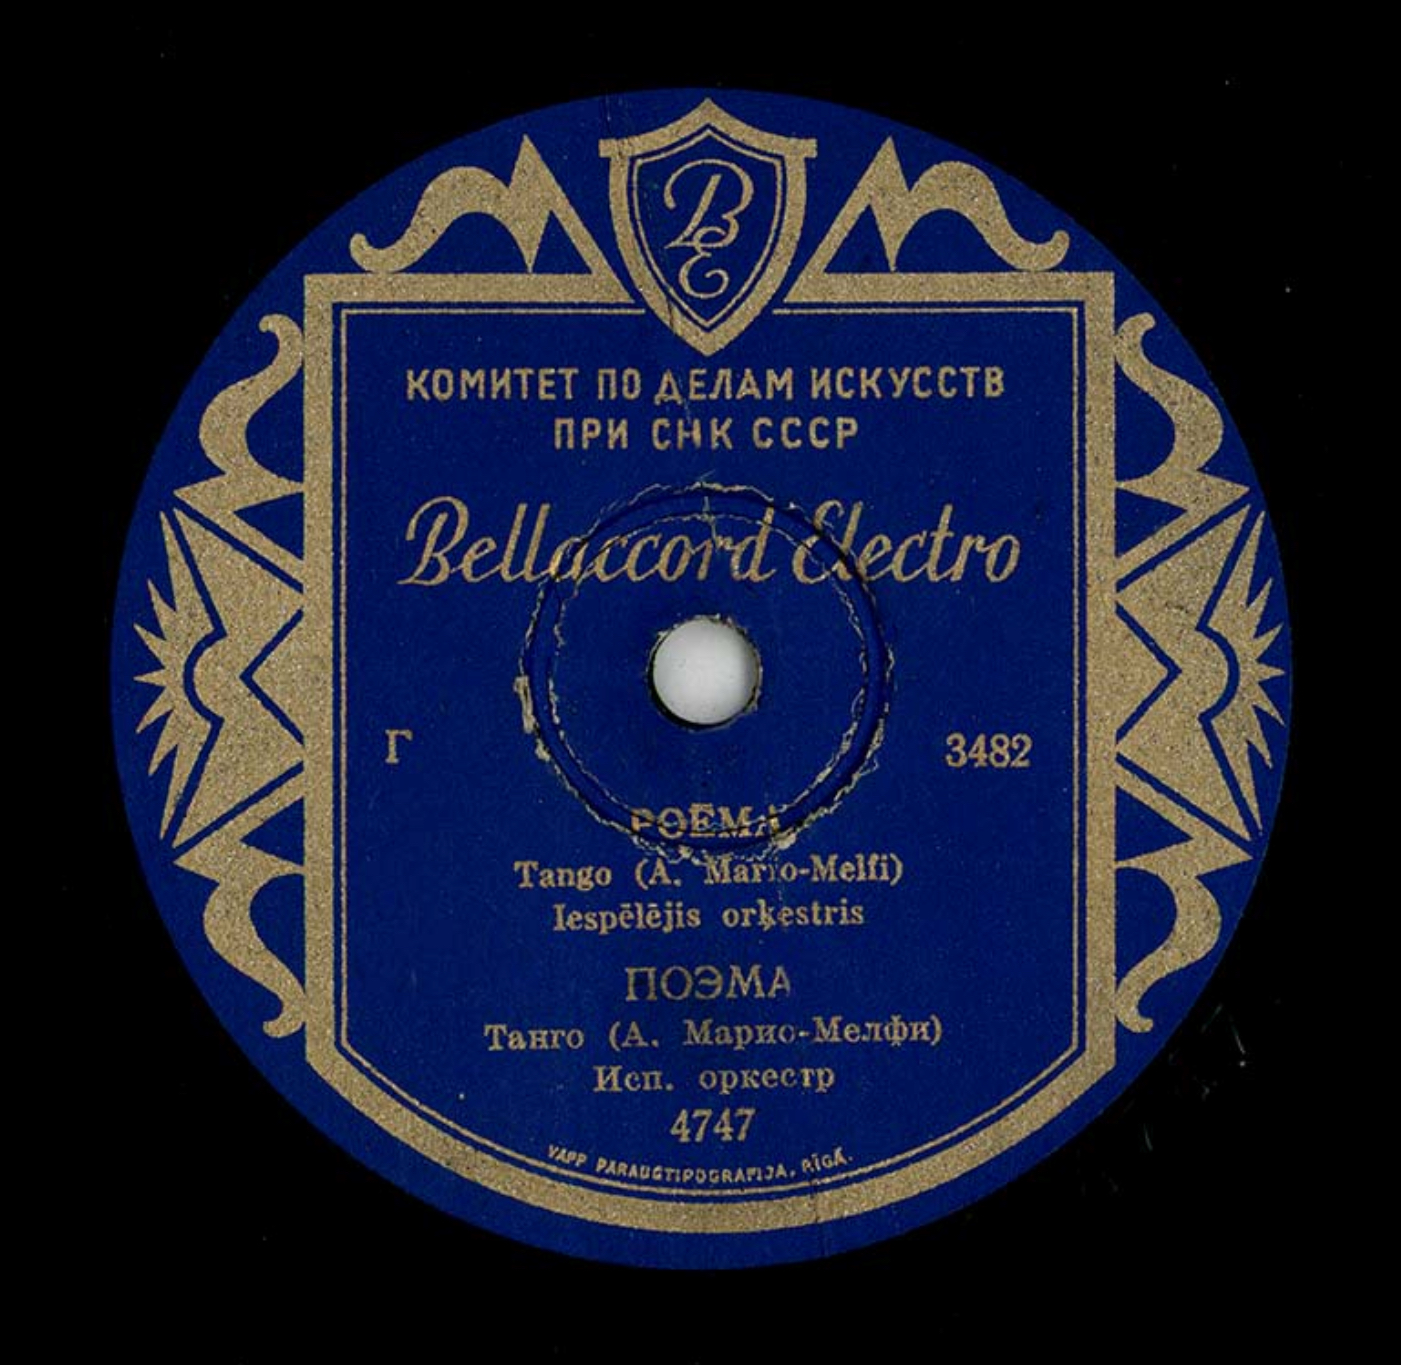 B
E
КОМИТЕТ ПО ДЕЛАМ ИСКУССТВ
ПРИ СНК СССР
Bellaccord Electro
Г 3482
POĒMA
Tango (A. Mario-Melfi)
Iespēlējis orķestris
ПОЭМА
Танго (А. Марио-Мелфи)
Исп. оркестр
4747
VAPP PARAUGTIPOGRAFIJA, RĪGĀ.